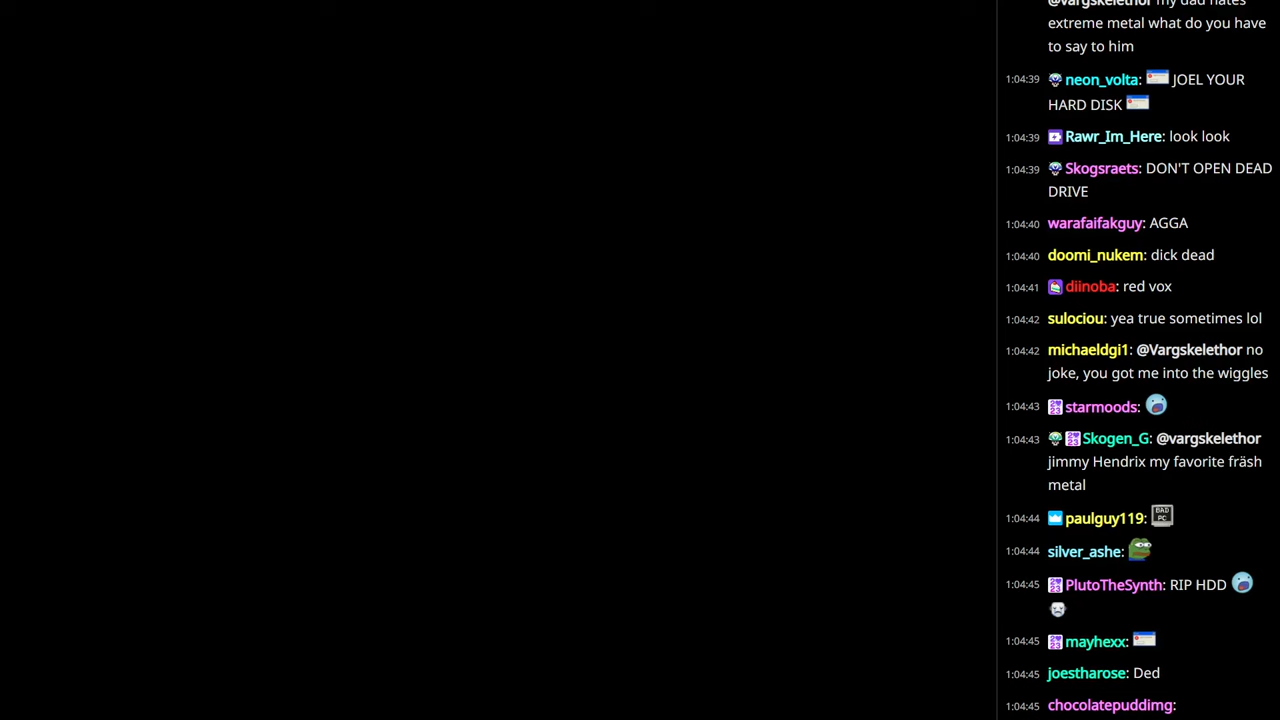 @vargskelethor my dad hates
extreme metal what do you have
to say to him
1:04:39 neon_volta: JOEL YOUR
HARD DISK
1:04:39 Rawr_Im_Here: look look
1:04:39 Skogsraets: DON'T OPEN DEAD
DRIVE
1:04:40 warafaifakguy: AGGA
1:04:40 doomi_nukem: dick dead
1:04:41 diinoba: red vox
1:04:42 sulociou: yea true sometimes lol
1:04:42 michaeldgi1: @Vargskelethor no
joke, you got me into the wiggles
1:04:43 starmoods:
1:04:43 Skogen_G: @vargskelethor
jimmy Hendrix my favorite fräsh
metal
1:04:44 paulguy119: BAD
PC
1:04:44 silver_ashe:
1:04:45 PlutoTheSynth: RIP HDD
1:04:45 mayhexx:
1:04:45 joestharose: Ded
1:04:45 chocolatepuddimg: